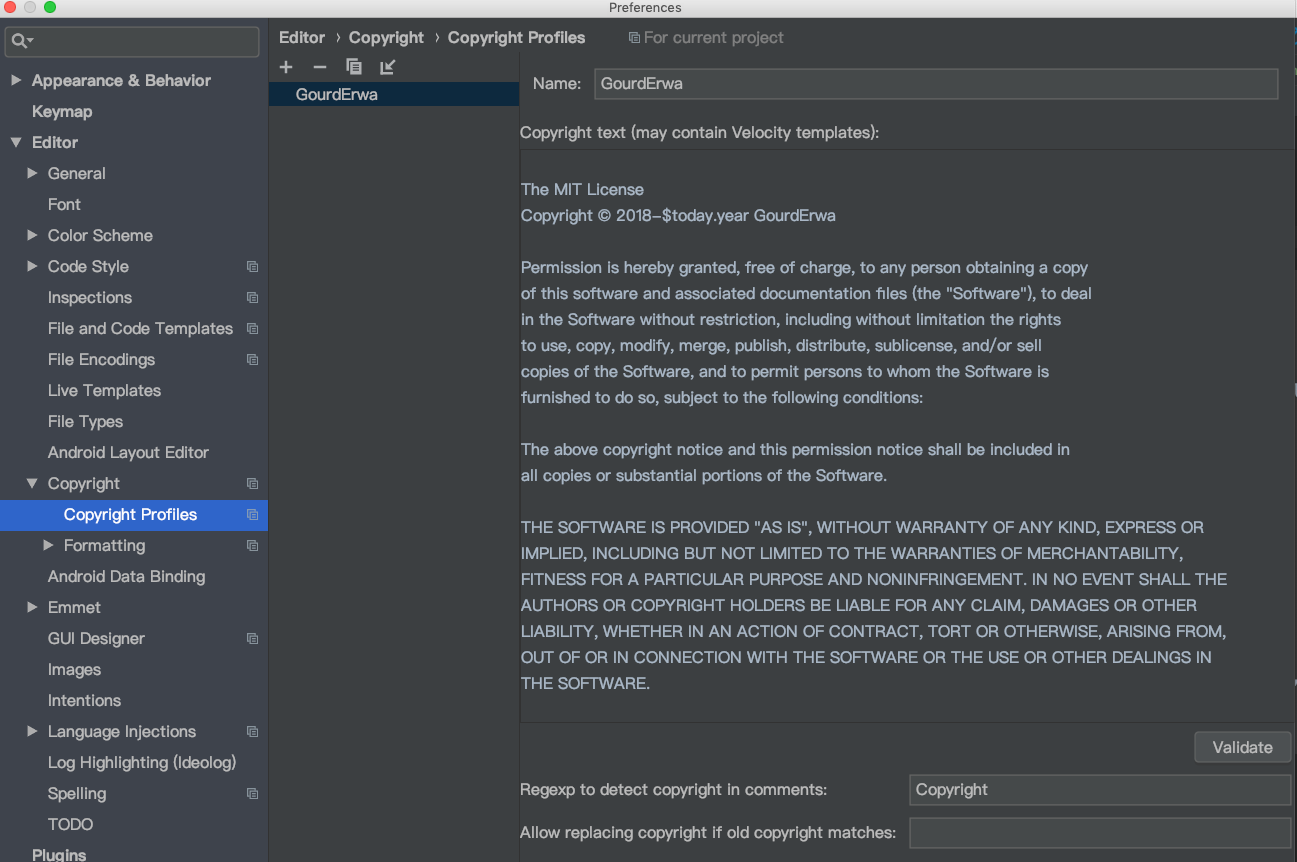 Preferences
Appearance & Behavior
Keymap
Editor
General
Font
Color Scheme
Code Style
Inspections
File and Code Templates
File Encodings
Live Templates
File Types
Android Layout Editor
Copyright
Copyright Profiles
Formatting
Android Data Binding
Emmet
GUI Designer
Images
Intentions
Language Injections
Log Highlighting (Ideolog)
Spelling
TODO
Plugins
Editor › Copyright › Copyright Profiles For current project
GourdErwa
Name: GourdErwa
Copyright text (may contain Velocity templates):
The MIT License
Copyright © 2018-$today.year GourdErwa
Permission is hereby granted, free of charge, to any person obtaining a copy
of this software and associated documentation files (the "Software"), to deal
in the Software without restriction, including without limitation the rights
to use, copy, modify, merge, publish, distribute, sublicense, and/or sell
copies of the Software, and to permit persons to whom the Software is
furnished to do so, subject to the following conditions:
The above copyright notice and this permission notice shall be included in
all copies or substantial portions of the Software.
THE SOFTWARE IS PROVIDED "AS IS", WITHOUT WARRANTY OF ANY KIND, EXPRESS OR
IMPLIED, INCLUDING BUT NOT LIMITED TO THE WARRANTIES OF MERCHANTABILITY,
FITNESS FOR A PARTICULAR PURPOSE AND NONINFRINGEMENT. IN NO EVENT SHALL THE
AUTHORS OR COPYRIGHT HOLDERS BE LIABLE FOR ANY CLAIM, DAMAGES OR OTHER
LIABILITY, WHETHER IN AN ACTION OF CONTRACT, TORT OR OTHERWISE, ARISING FROM,
OUT OF OR IN CONNECTION WITH THE SOFTWARE OR THE USE OR OTHER DEALINGS IN
THE SOFTWARE.
Validate
Regexp to detect copyright in comments: Copyright
Allow replacing copyright if old copyright matches: